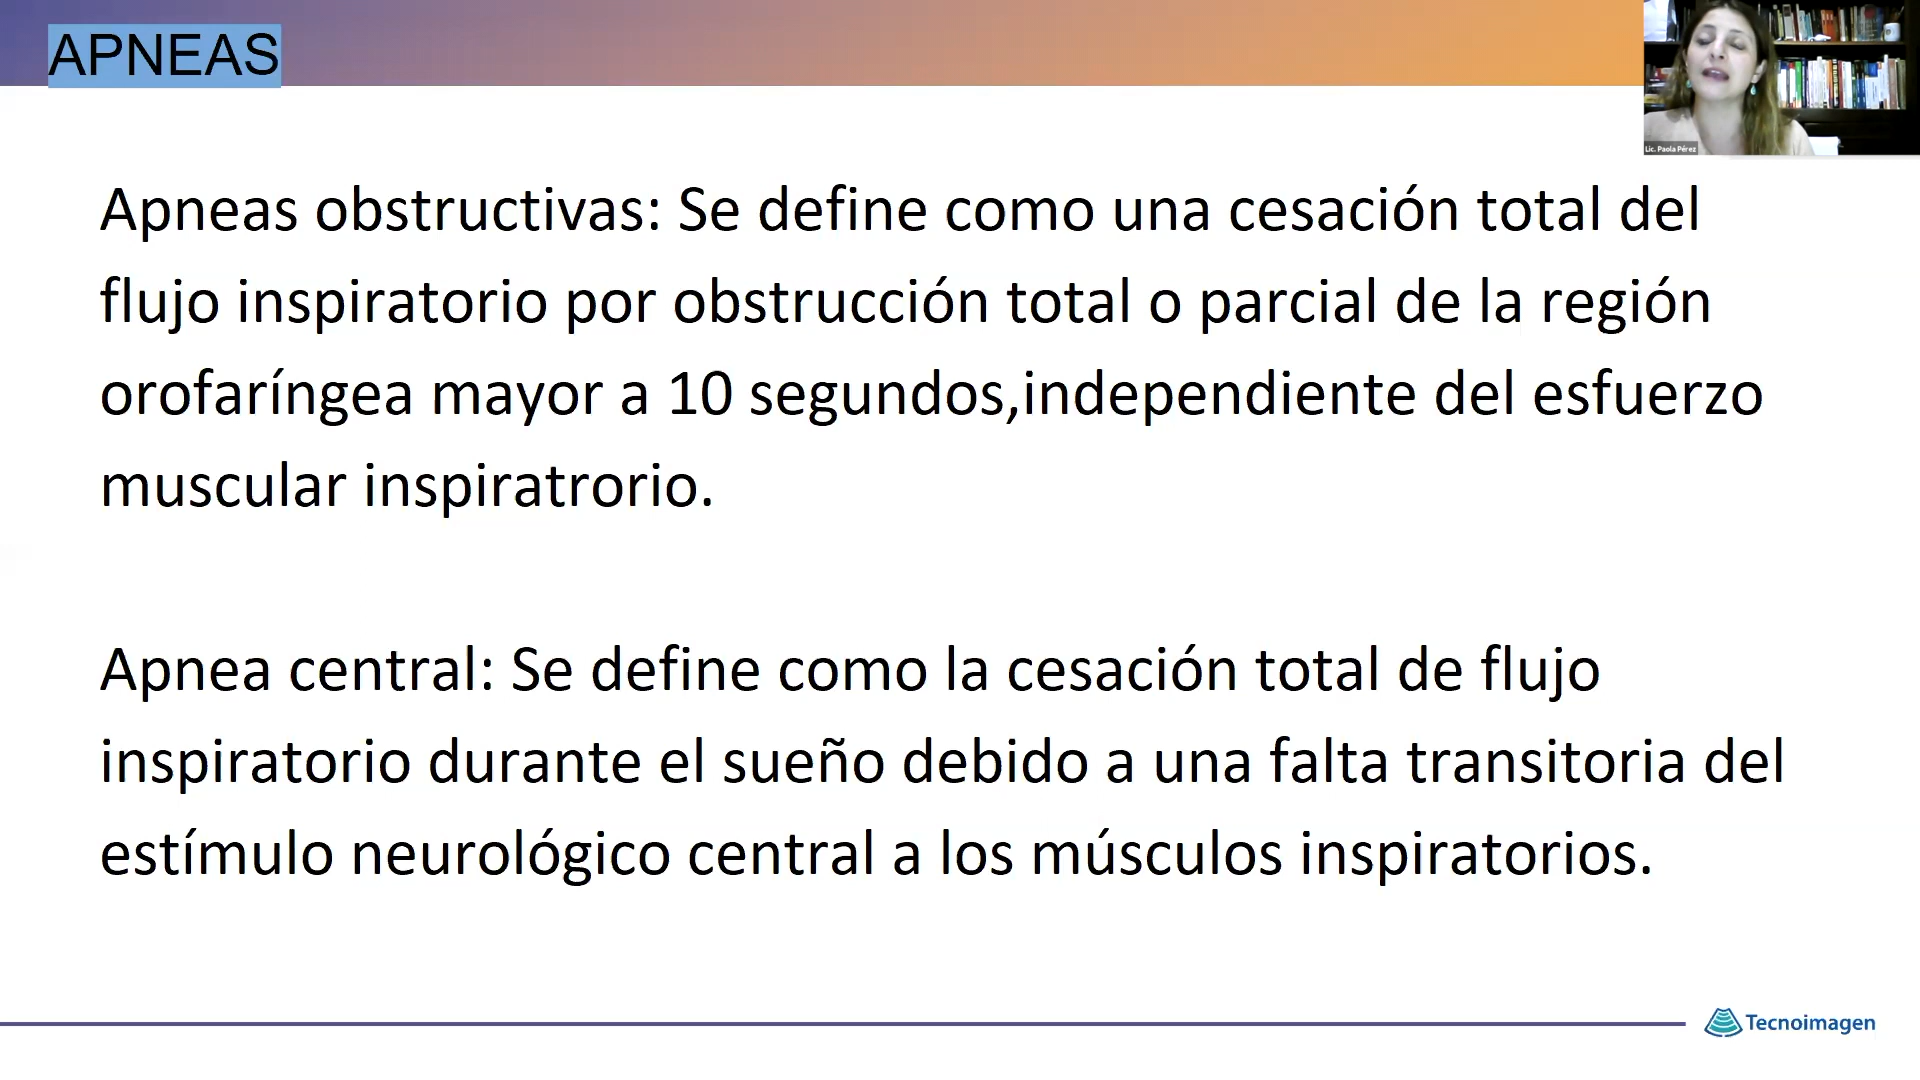 APNEAS
Lic. Paola Pérez
Apneas obstructivas: Se define como una cesación total del
flujo inspiratorio por obstrucción total o parcial de la región
orofaríngea mayor a 10 segundos,independiente del esfuerzo
muscular inspiratrorio.
Apnea central: Se define como la cesación total de flujo
inspiratorio durante el sueño debido a una falta transitoria del
estímulo neurológico central a los músculos inspiratorios.
Tecnoimagen